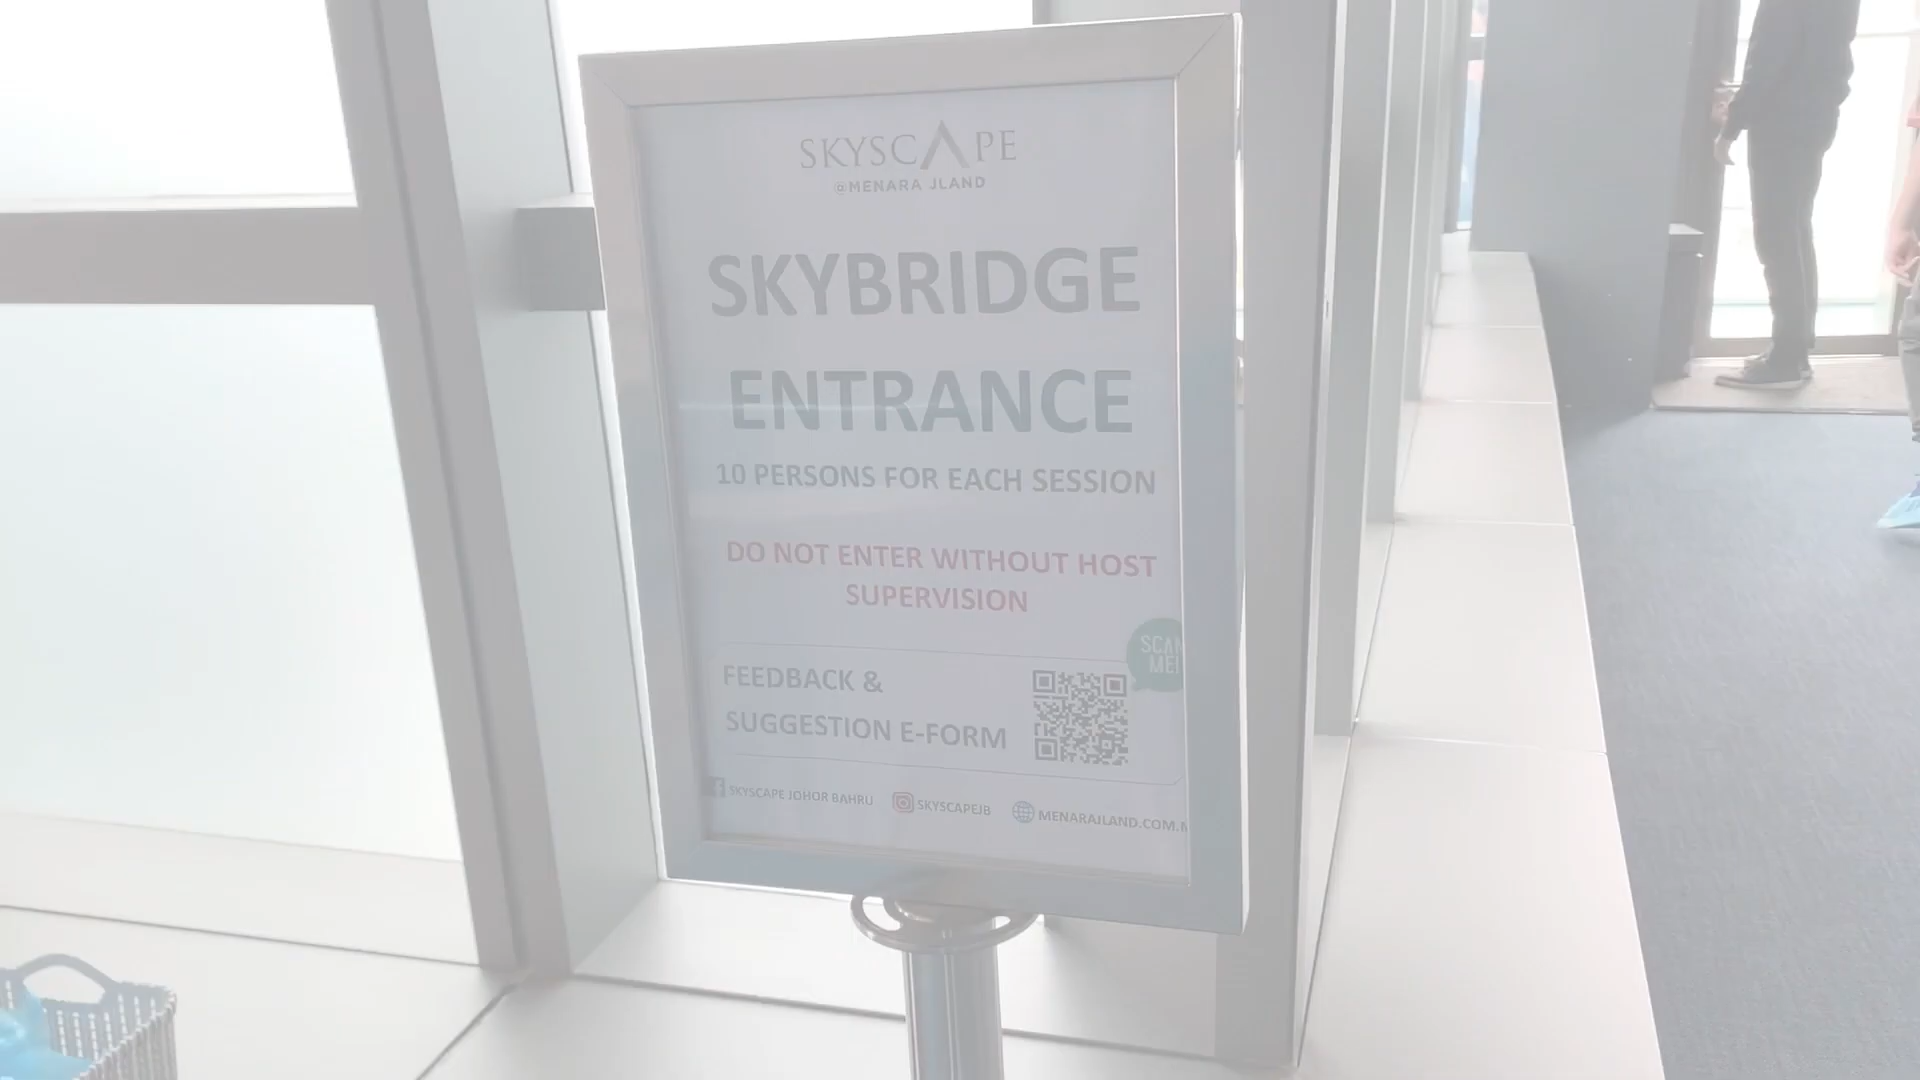 SKYSCAPE
@MENARA JLAND
SKYBRIDGE
ENTRANCE
10 PERSONS FOR EACH SESSION
DO NOT ENTER WITHOUT HOST
SUPERVISION
SCAN
ME!
FEEDBACK &
SUGGESTION E-FORM
SKYSCAPE JOHOR BAHRU SKYSCAPEJB MENARAJLAND.COM.M